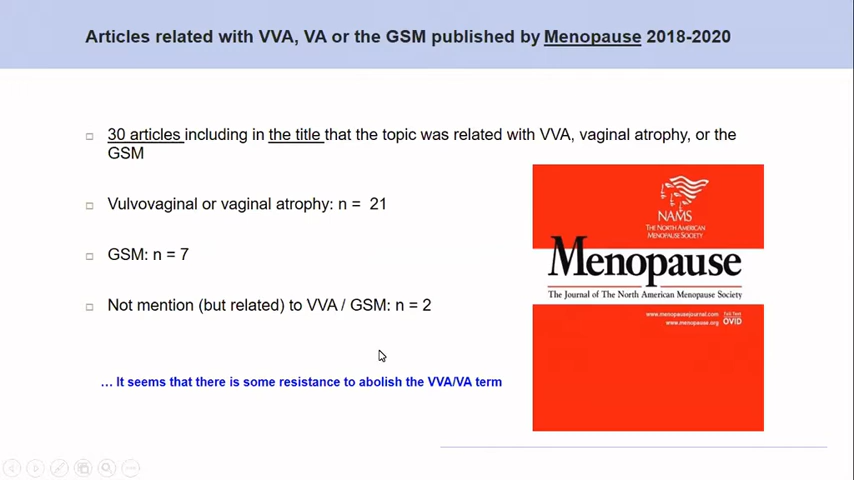 Articles related with VVA, VA or the GSM published by Menopause 2018-2020
30 articles including in the title that the topic was related with VVA, vaginal atrophy, or the
GSM
Vulvovaginal or vaginal atrophy: n = 21
GSM: n = 7
Not mention (but related) to VVA / GSM: n = 2
… It seems that there is some resistance to abolish the VVA/VA term
NAMS
THE NORTH AMERICAN
MENOPAUSE SOCIETY
Menopause
The Journal of The North American Menopause Society
www.menopausejournal.com
www.menopause.org
Full Text
OVID